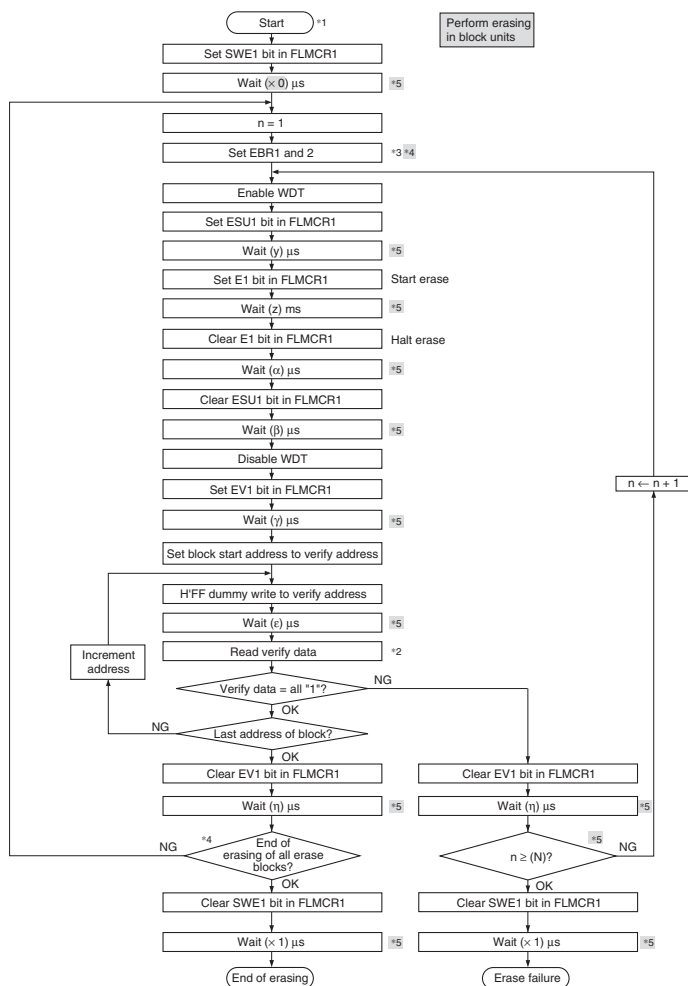 Start
*1
Perform erasing
in block units
Set SWE1 bit in FLMCR1
Wait (× 0) μs
*5
n = 1
Set EBR1 and 2
*3 *4
Enable WDT
Set ESU1 bit in FLMCR1
Wait (y) μs
*5
Set E1 bit in FLMCR1
Start erase
Wait (z) ms
*5
Clear E1 bit in FLMCR1
Halt erase
Wait (α) μs
*5
Clear ESU1 bit in FLMCR1
Wait (β) μs
*5
Disable WDT
n ← n + 1
Set EV1 bit in FLMCR1
Wait (γ) μs
*5
Set block start address to verify address
H'FF dummy write to verify address
Wait (ε) μs
*5
Increment
address
Read verify data
*2
Verify data = all "1"?
NG
OK
NG
Last address of block?
OK
Clear EV1 bit in FLMCR1
Clear EV1 bit in FLMCR1
Wait (η) μs
*5
Wait (η) μs
*5
NG
*4
End of
erasing of all erase
blocks?
*5
n ≥ (N)?
NG
OK
OK
Clear SWE1 bit in FLMCR1
Clear SWE1 bit in FLMCR1
Wait (× 1) μs
*5
Wait (× 1) μs
*5
End of erasing
Erase failure